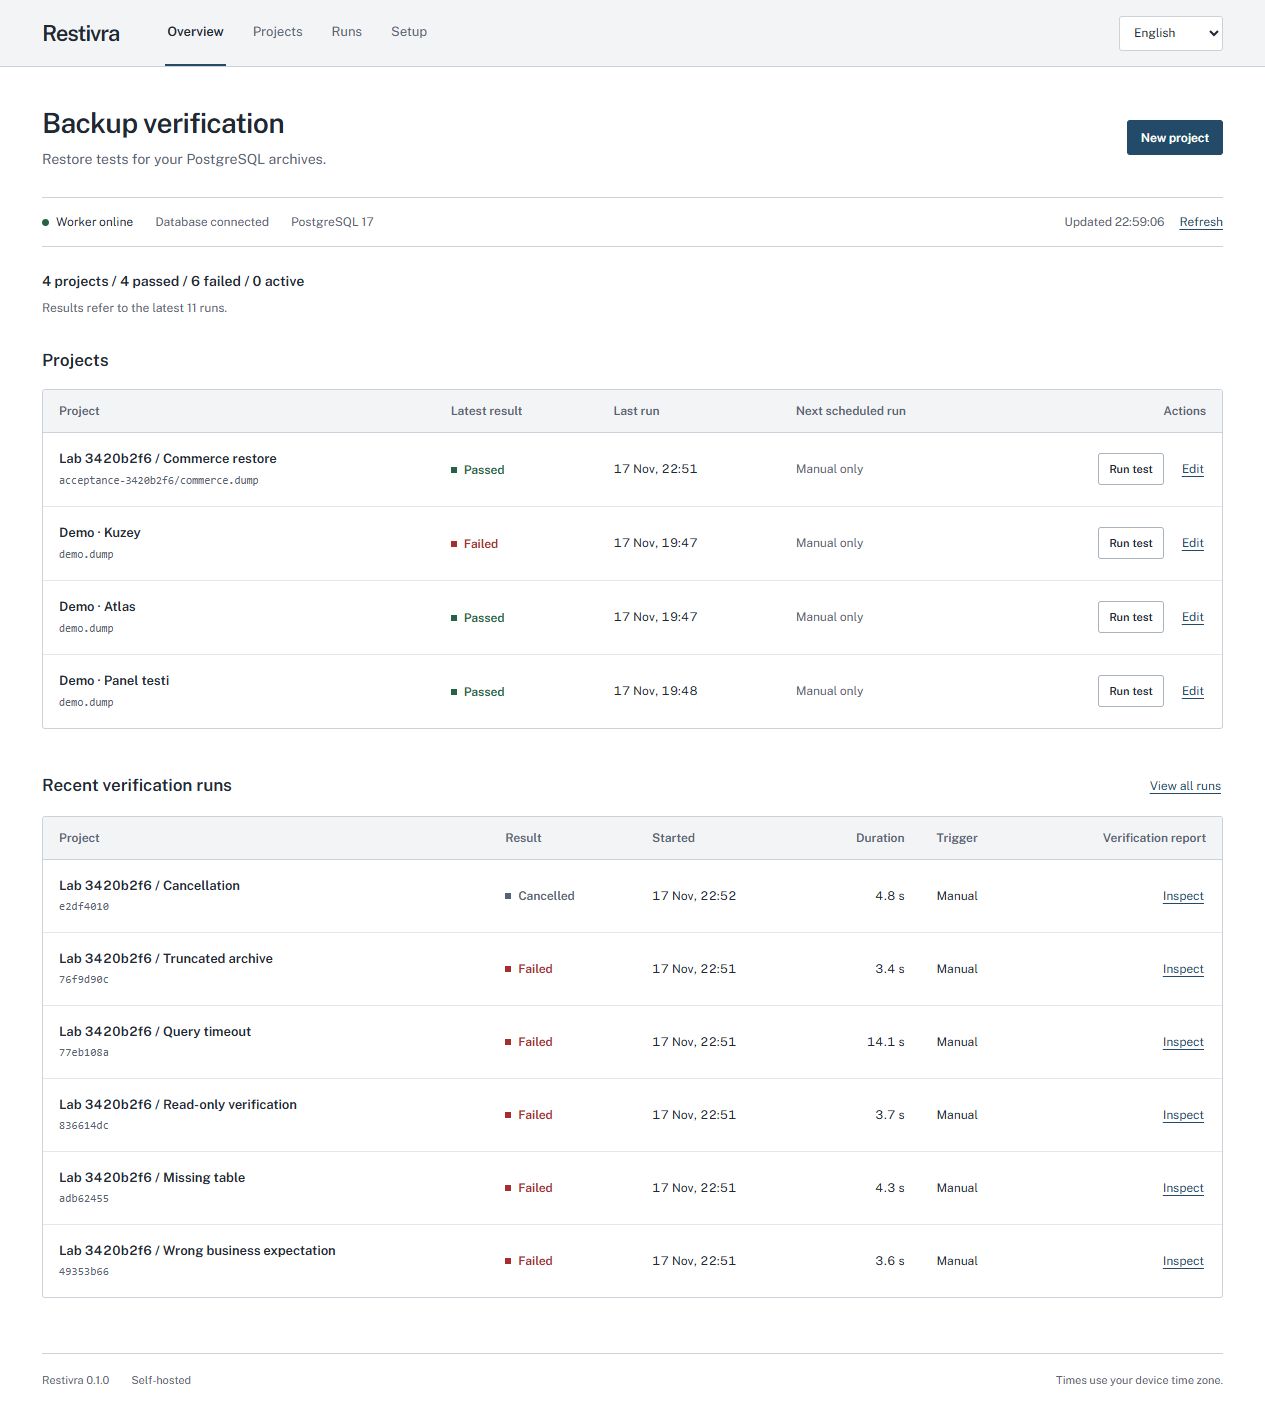 Restivra Overview Projects Runs Setup English
Backup verification
New project
Restore tests for your PostgreSQL archives.
Worker online Database connected PostgreSQL 17 Updated 22:59:06 Refresh
4 projects / 4 passed / 6 failed / 0 active
Results refer to the latest 11 runs.
Projects
Project Latest result Last run Next scheduled run Actions
Lab 3420b2f6 / Commerce restore
acceptance-3420b2f6/commerce.dump
Passed 17 Nov, 22:51 Manual only Run test Edit
Demo · Kuzey
demo.dump
Failed 17 Nov, 19:47 Manual only Run test Edit
Demo · Atlas
demo.dump
Passed 17 Nov, 19:47 Manual only Run test Edit
Demo · Panel testi
demo.dump
Passed 17 Nov, 19:48 Manual only Run test Edit
Recent verification runs View all runs
Project Result Started Duration Trigger Verification report
Lab 3420b2f6 / Cancellation
e2df4010
Cancelled 17 Nov, 22:52 4.8 s Manual Inspect
Lab 3420b2f6 / Truncated archive
76f9d90c
Failed 17 Nov, 22:51 3.4 s Manual Inspect
Lab 3420b2f6 / Query timeout
77eb108a
Failed 17 Nov, 22:51 14.1 s Manual Inspect
Lab 3420b2f6 / Read-only verification
836614dc
Failed 17 Nov, 22:51 3.7 s Manual Inspect
Lab 3420b2f6 / Missing table
adb62455
Failed 17 Nov, 22:51 4.3 s Manual Inspect
Lab 3420b2f6 / Wrong business expectation
49353b66
Failed 17 Nov, 22:51 3.6 s Manual Inspect
Restivra 0.1.0 Self-hosted Times use your device time zone.